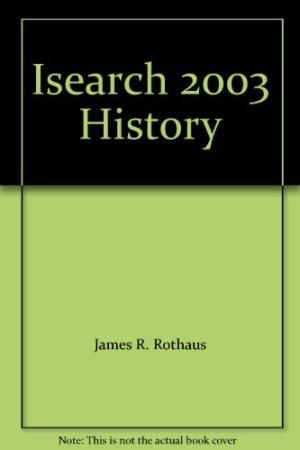 Isearch 2003
History
James R. Rothaus
Note: This is not the actual book cover